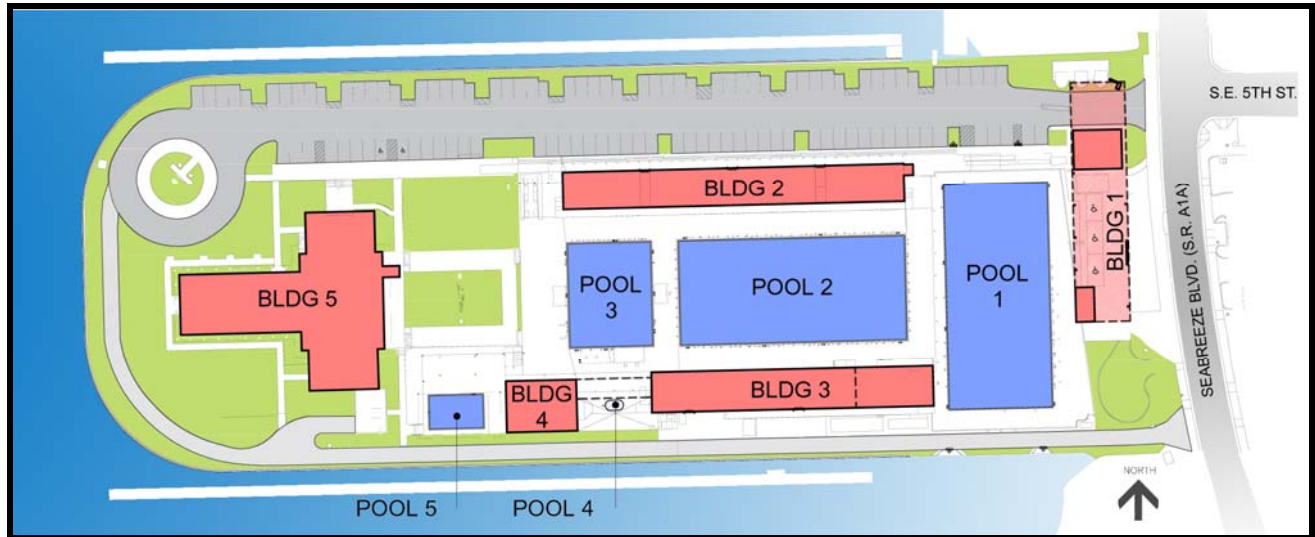 S.E. 5TH ST.
BLDG 2
BLDG 1
SEABREEZE BLVD. (S.R. A1A)
POOL
1
POOL
3
POOL 2
BLDG 5
BLDG 3
BLDG
4
NORTH
POOL 5
POOL 4